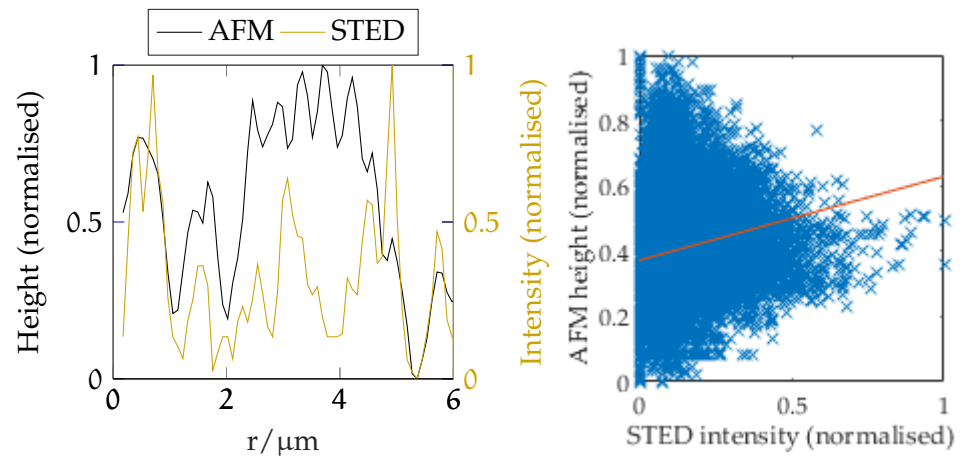 AFM STED
Height (normalised)
1
0.5
0
0 2 4 6
r/μm
1
0.5
0
Intensity (normalised)
AFM height (normalised)
1
0.8
0.6
0.4
0.2
0
0 0.5 1
STED intensity (normalised)